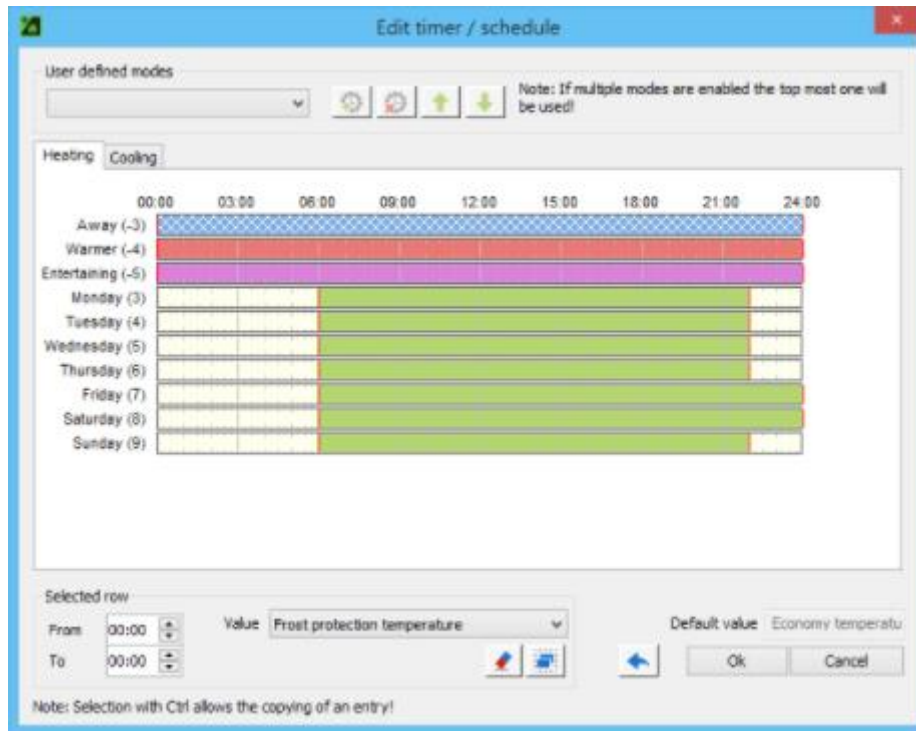 Edit timer / schedule
User defined modes
Note: If multiple modes are enabled the top most one will
be used!
Heating Cooling
00:00 03:00 06:00 09:00 12:00 15:00 18:00 21:00 24:00
Away (-3)
Warmer (-4)
Entertaining (-5)
Monday (3)
Tuesday (4)
Wednesday (5)
Thursday (6)
Friday (7)
Saturday (8)
Sunday (9)
Selected row
From 00:00 Value Frost protection temperature Default value Economy temperatu
To 00:00 Ok Cancel
Note: Selection with Ctrl allows the copying of an entry!